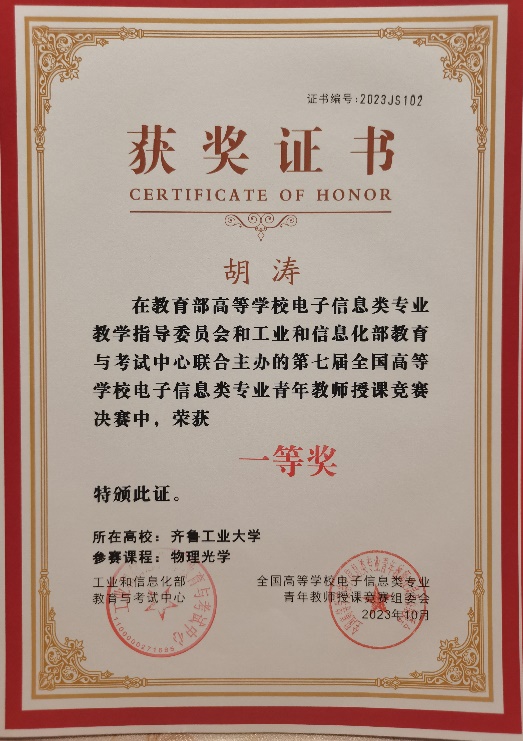 证书编号:2023JS102
获奖证书
CERTIFICATE OF HONOR
胡涛
在教育部高等学校电子信息类专业
教学指导委员会和工业和信息化部教育
与考试中心联合主办的第七届全国高等
学校电子信息类专业青年教师授课竞赛
决赛中，荣获
一等奖
特颁此证。
所在高校：齐鲁工业大学
参赛课程：物理光学
工业和信息化部
教育与考试中心
全国高等学校电子信息类专业
青年教师授课竞赛组委会
2023年10月